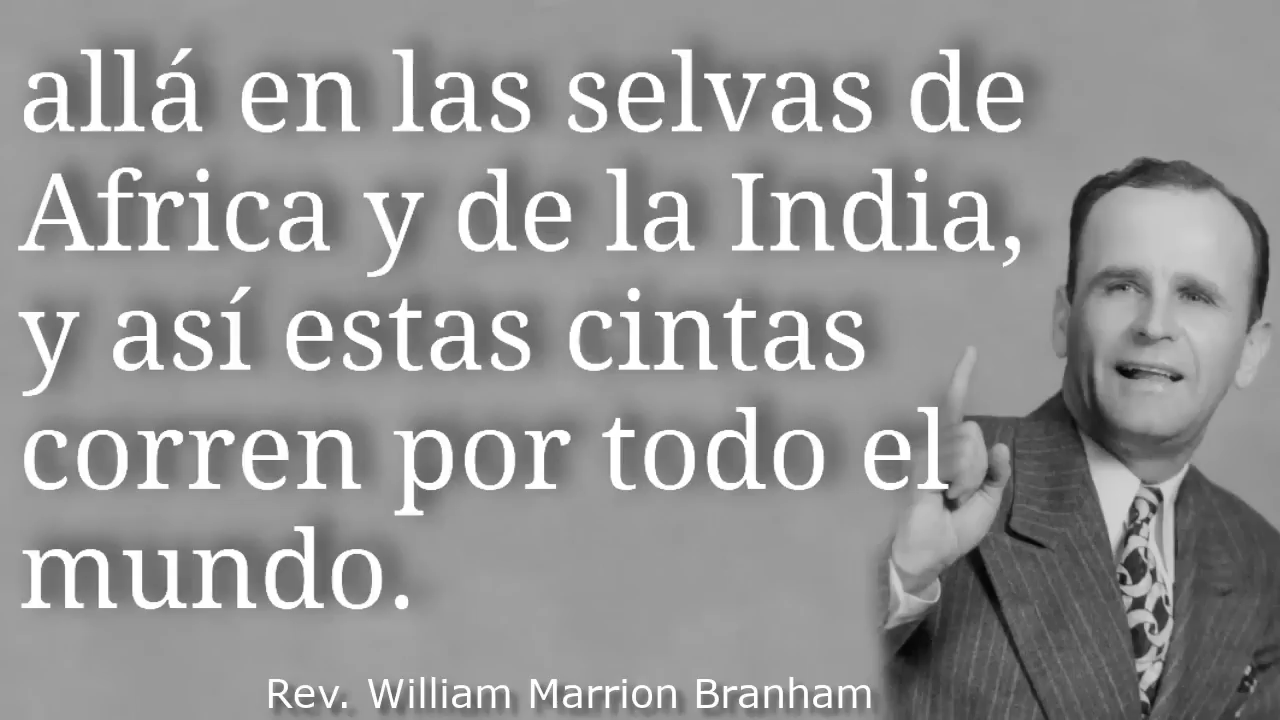 allá en las selvas de
Africa y de la India,
y así estas cintas
corren por todo el
mundo.
Rev. William Marrion Branham